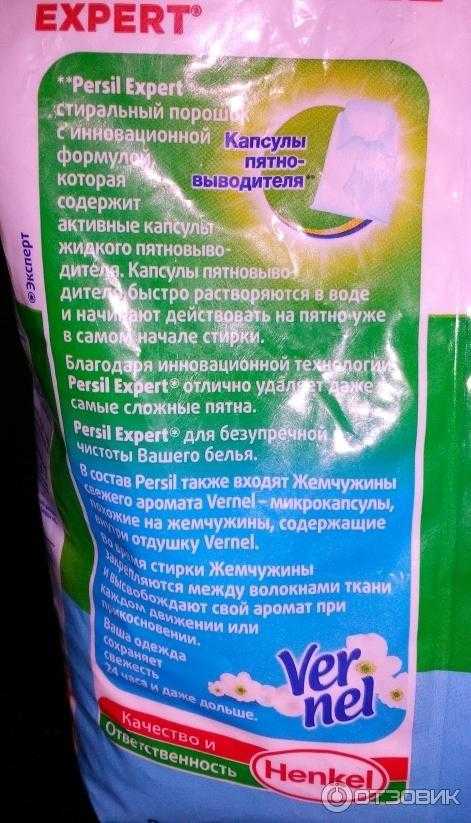 EXPERT®
**Persil Expert
стиральный порошок
с инновационной
формулой,
которая
содержит
активные капсулы
жидкого пятновыво-
дителя. Капсулы пятновыво-
дителя быстро растворяются в воде
и начинают действовать на пятно уже
в самом начале стирки.
Капсулы
пятно-
выводителя**
®Эксперт
Благодаря инновационной технологии
Persil Expert® отлично удаляет даже
самые сложные пятна.
Persil Expert® для безупречной
чистоты Вашего белья.
В состав Persil также входят Жемчужины
свежего аромата Vernel – микрокапсулы,
похожие на жемчужины, содержащие
внутри отдушку Vernel.
Во время стирки Жемчужины
закрепляются между волокнами ткани
и высвобождают свой аромат при
каждом движении или
прикосновении.
Ваша одежда
сохраняет
свежесть
24 часа и даже дольше.
Ver
nel
Качество и
Ответственность
Henkel
ОТЗОВИК